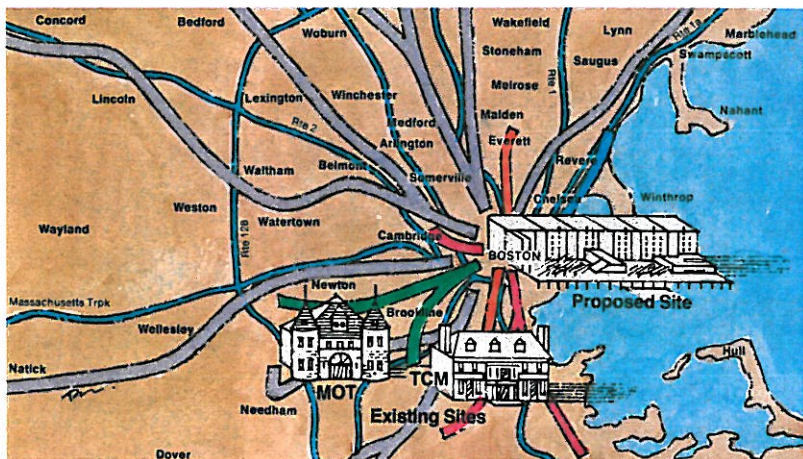 Concord
Bedford
Woburn
Wakefield
Lynn
Rte 1a
Marblehead
Stoneham
Saugus
Swampscott
Lincoln
Lexington
Winchester
Melrose
Rte 1
Nahant
Medford
Malden
Rte 2
Arlington
Everett
Waltham
Belmont
Somerville
Revere
Weston
Chelsea
Winthrop
Wayland
Watertown
Rte 128
Cambridge
BOSTON
Proposed Site
Massachusetts Trpk
Newton
Brookline
Wellesley
Natick
MOT
TCM
Hull
Needham
Existing Sites
Dover